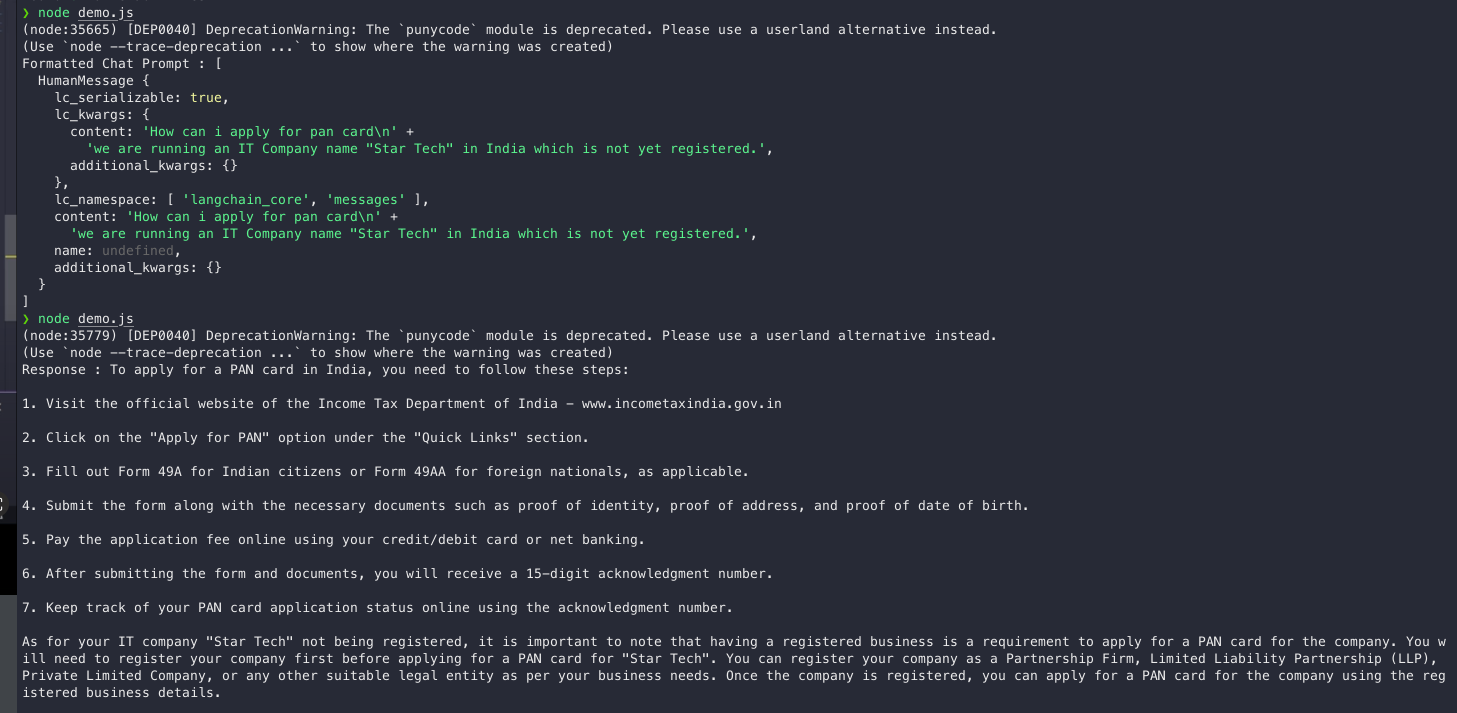 ❯ node demo.js
(node:35665) [DEP0040] DeprecationWarning: The `punycode` module is deprecated. Please use a userland alternative instead.
(Use `node --trace-deprecation ...` to show where the warning was created)
Formatted Chat Prompt : [
  HumanMessage {
    lc_serializable: true,
    lc_kwargs: {
      content: 'How can i apply for pan card\n' +
        'we are running an IT Company name "Star Tech" in India which is not yet registered.',
      additional_kwargs: {}
    },
    lc_namespace: [ 'langchain_core', 'messages' ],
    content: 'How can i apply for pan card\n' +
      'we are running an IT Company name "Star Tech" in India which is not yet registered.',
    name: undefined,
    additional_kwargs: {}
  }
]
❯ node demo.js
(node:35779) [DEP0040] DeprecationWarning: The `punycode` module is deprecated. Please use a userland alternative instead.
(Use `node --trace-deprecation ...` to show where the warning was created)
Response : To apply for a PAN card in India, you need to follow these steps:

1. Visit the official website of the Income Tax Department of India - www.incometaxindia.gov.in

2. Click on the "Apply for PAN" option under the "Quick Links" section.

3. Fill out Form 49A for Indian citizens or Form 49AA for foreign nationals, as applicable.

4. Submit the form along with the necessary documents such as proof of identity, proof of address, and proof of date of birth.

5. Pay the application fee online using your credit/debit card or net banking.

6. After submitting the form and documents, you will receive a 15-digit acknowledgment number.

7. Keep track of your PAN card application status online using the acknowledgment number.

As for your IT company "Star Tech" not being registered, it is important to note that having a registered business is a requirement to apply for a PAN card for the company. You w
ill need to register your company first before applying for a PAN card for "Star Tech". You can register your company as a Partnership Firm, Limited Liability Partnership (LLP),
Private Limited Company, or any other suitable legal entity as per your business needs. Once the company is registered, you can apply for a PAN card for the company using the reg
istered business details.